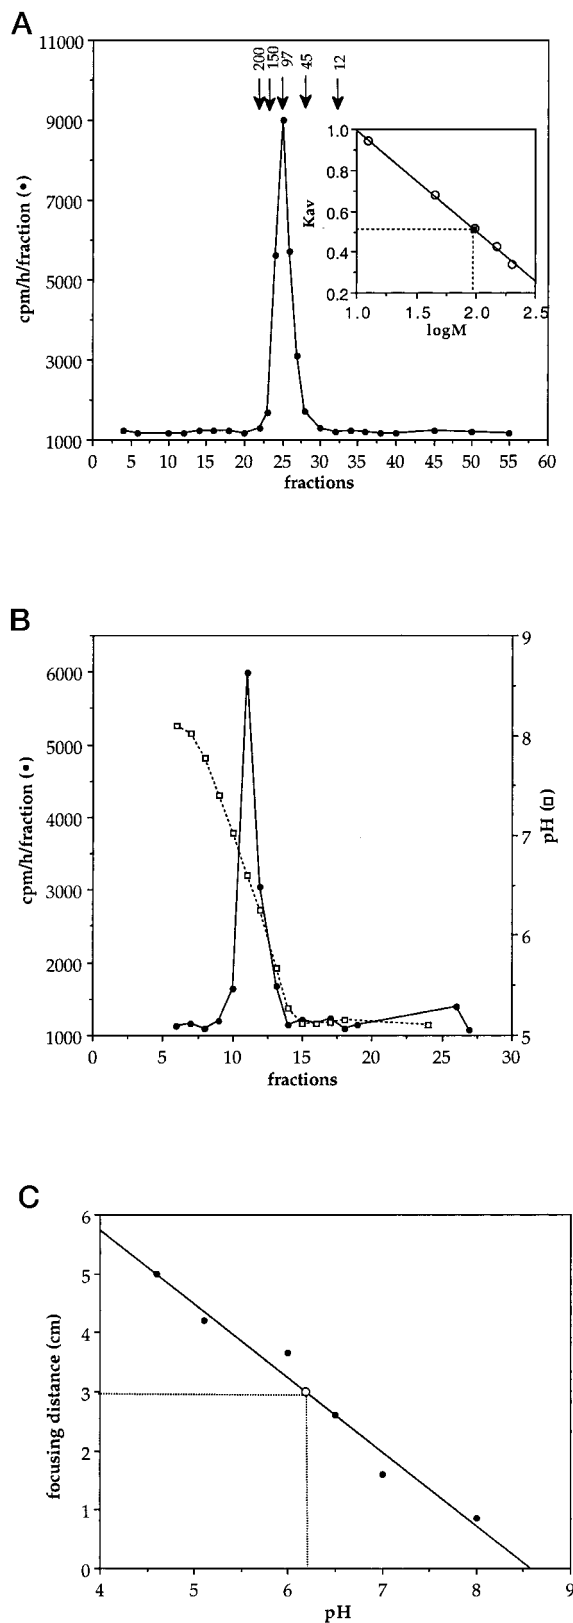 A
11000
9000
7000
5000
3000
1000
cpm/h/fraction (●)
200
150
97
45
12
1.0
0.8
0.6
0.4
0.2
Kav
1.0 1.5 2.0 2.5
logM
0 5 10 15 20 25 30 35 40 45 50 55 60
fractions
B
6000
5000
4000
3000
2000
1000
cpm/h/fraction (●)
9
8
7
6
5
pH (□)
0 5 10 15 20 25 30
fractions
C
6
5
4
3
2
1
0
focusing distance (cm)
4 5 6 7 8 9
pH